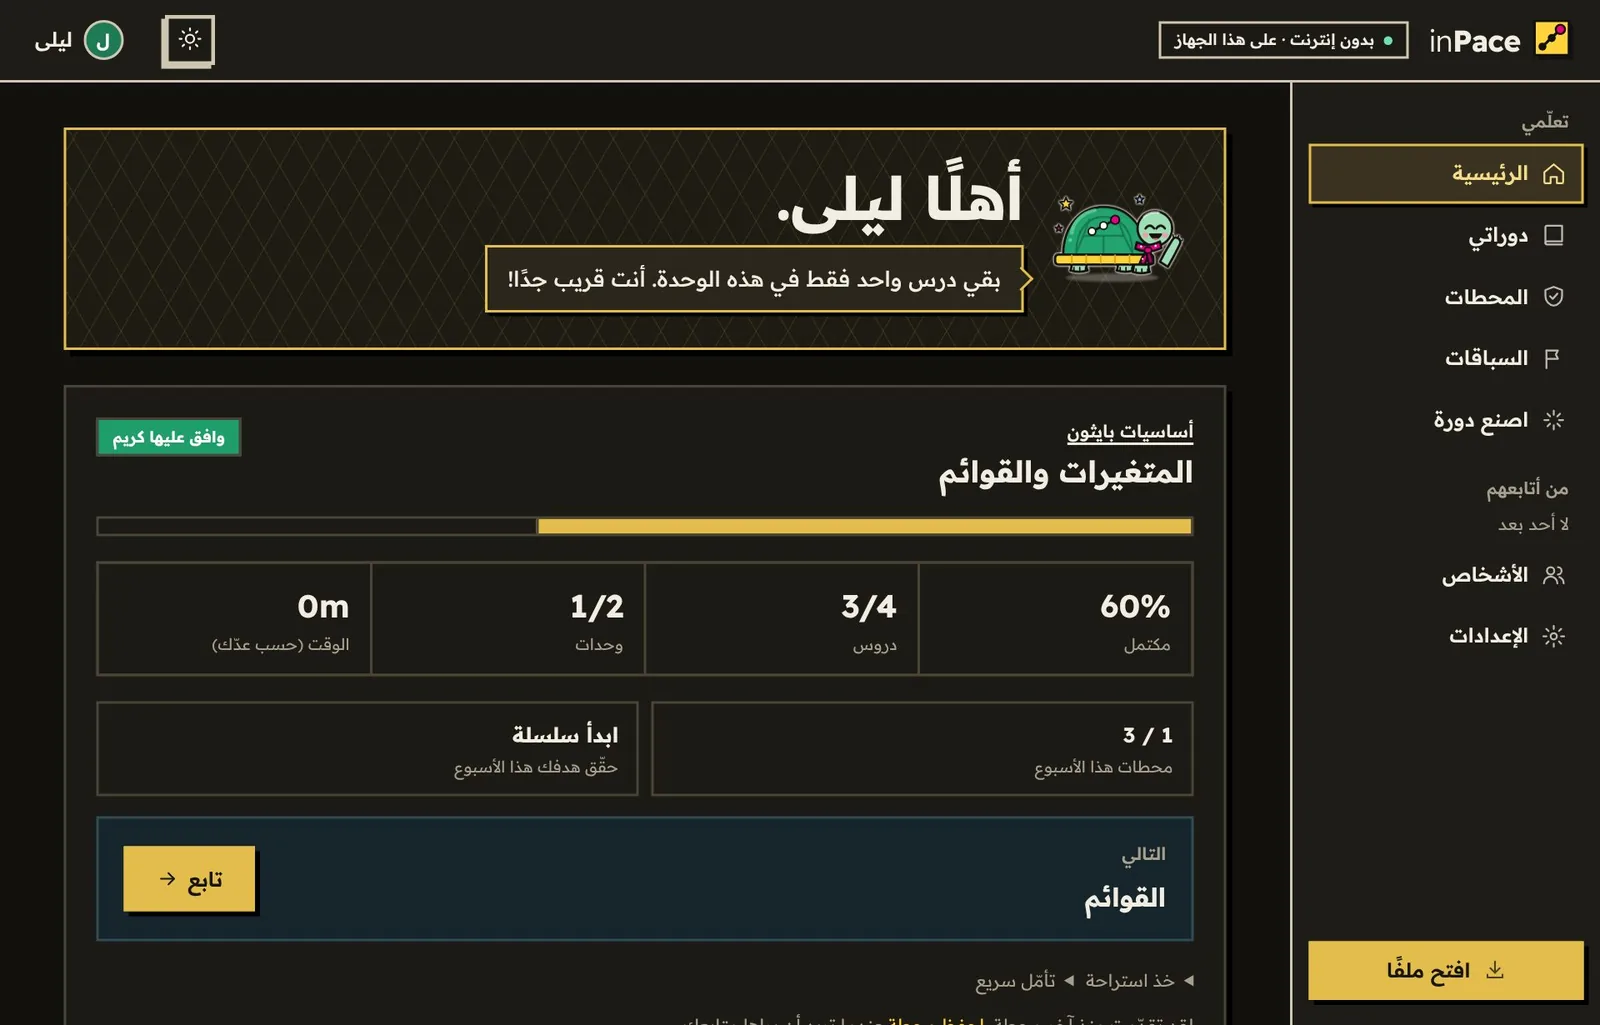 inPace
بدون إنترنت · على هذا الجهاز
ل
ليلى
تعلّمي
الرئيسية
دوراتي
المحطات
السباقات
اصنع دورة
من أتابعهم
لا أحد بعد
الأشخاص
الإعدادات
افتح ملفًا
أهلًا ليلى.
بقي درس واحد فقط في هذه الوحدة. أنت قريب جدًا!
أساسيات بايثون
وافق عليها كريم
المتغيرات والقوائم
60%
مكتمل
3/4
دروس
1/2
وحدات
0m
الوقت (حسب عدّك)
3 / 1
محطات هذا الأسبوع
ابدأ سلسلة
حقّق هدفك هذا الأسبوع
التالي
القوائم
تابع →
◀ خذ استراحة ◀ تأمّل سريع